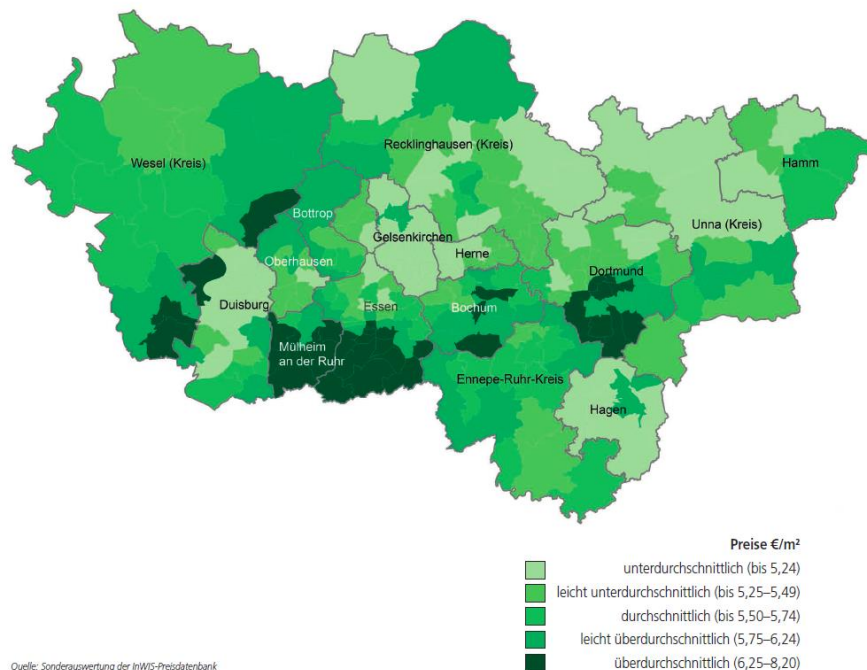 Recklinghausen (Kreis)
Wesel (Kreis)
Hamm
Bottrop
Unna (Kreis)
Gelsenkirchen
Herne
Oberhausen
Dortmund
Duisburg
Essen
Bochum
Mülheim
an der Ruhr
Ennepe-Ruhr-Kreis
Hagen
Preise €/m²
unterdurchschnittlich (bis 5,24)
leicht unterdurchschnittlich (bis 5,25–5,49)
durchschnittlich (bis 5,50–5,74)
leicht überdurchschnittlich (5,75–6,24)
überdurchschnittlich (6,25–8,20)
Quelle: Sonderauswertung der InWIS-Preisdatenbank